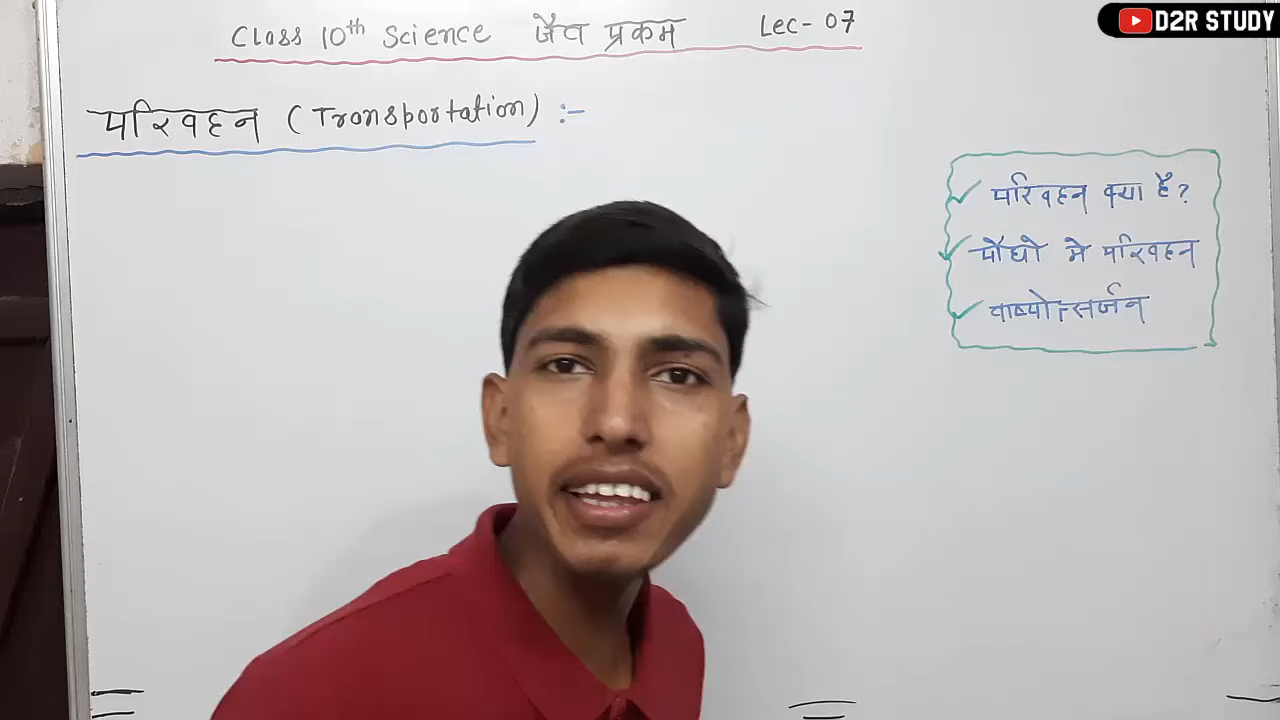 Class 10th Science जैव प्रक्रम Lec- 07
D2R STUDY
परिवहन ( Transportation) :-
परिवहन क्या है?
पौधो मे परिवहन
वाष्पोत्सर्जन